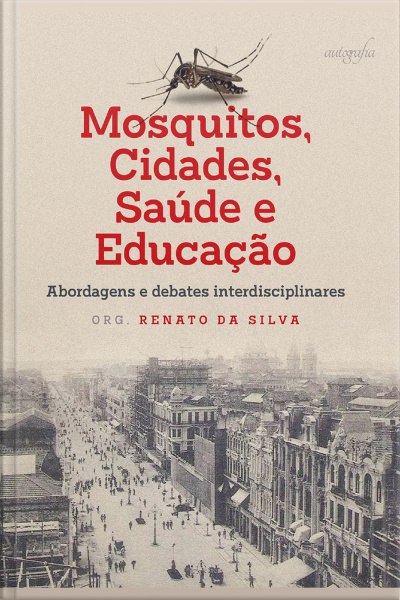 autografia
Mosquitos,
Cidades,
Saúde e
Educação
Abordagens e debates interdisciplinares
ORG. RENATO DA SILVA